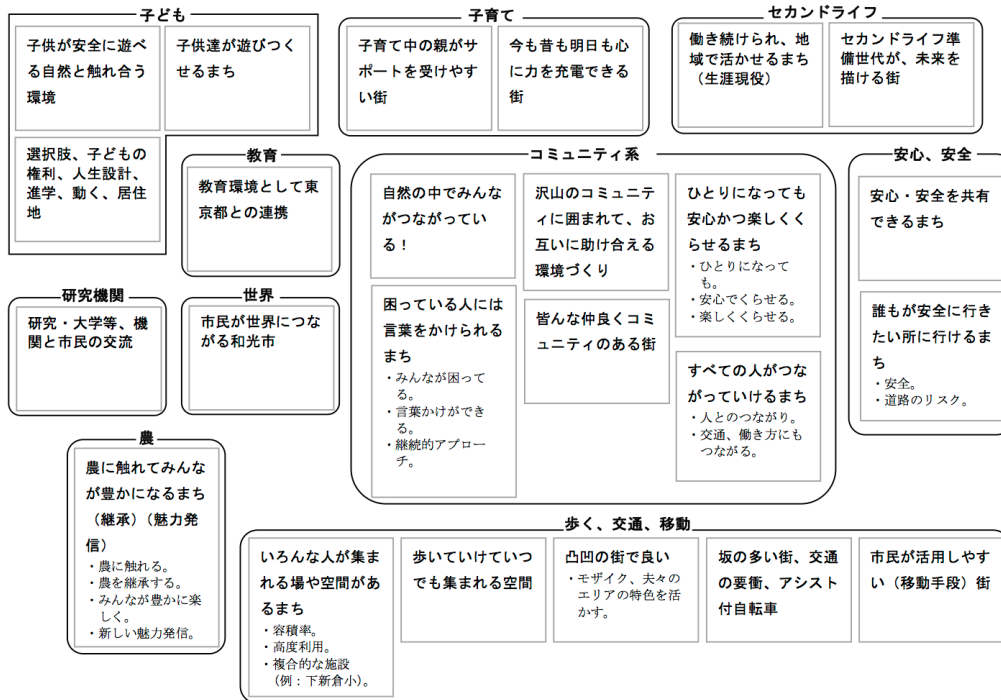 子ども
子供が安全に遊べ
る自然と触れ合う
環境
子供達が遊びつく
せるまち
選択肢、子どもの
権利、人生設計、
進学、動く、居住
地
子育て
子育て中の親がサ
ポートを受けやす
い街
今も昔も明日も心
に力を充電できる
街
セカンドライフ
働き続けられ、地
域で活かせるまち
（生涯現役）
セカンドライフ準
備世代が、未来を
描ける街
教育
教育環境として東
京都との連携
コミュニティ系
自然の中でみんな
がつながってい
る！
沢山のコミュニテ
ィに囲まれて、お
互いに助け合える
環境づくり
ひとりになっても
安心かつ楽しくく
らせるまち
・ひとりになって
も。
・安心でくらせる。
・楽しくくらせる。
困っている人には
言葉をかけられる
まち
・みんなが困って
る。
・言葉かけができ
る。
・継続的アプロー
チ。
皆んな仲良くコミ
ュニティのある街
すべての人がつな
がっていけるまち
・人とのつながり。
・交通、働き方にも
つながる。
安心、安全
安心・安全を共有
できるまち
誰もが安全に行き
たい所に行けるま
ち
・安全。
・道路のリスク。
研究機関
研究・大学等、機
関と市民の交流
世界
市民が世界につな
がる和光市
農
農に触れてみんな
が豊かになるまち
（継承）（魅力発
信）
・農に触れる。
・農を継承する。
・みんなが豊かに楽
しく。
・新しい魅力発信。
歩く、交通、移動
いろんな人が集ま
れる場や空間があ
るまち
・容積率。
・高度利用。
・複合的な施設
（例：下新倉小）。
歩いていけていつ
でも集まれる空間
凸凹の街で良い
・モザイク、夫々の
エリアの特色を活
かす。
坂の多い街、交通
の要衝、アシスト
付自転車
市民が活用しやす
い（移動手段）街